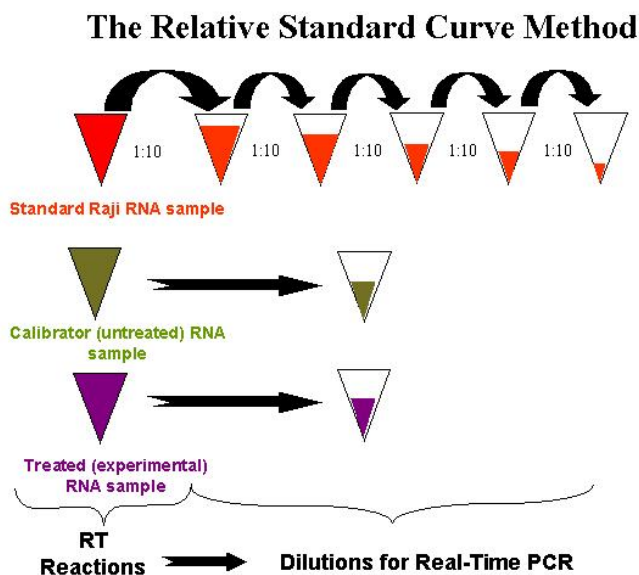 The Relative Standard Curve Method
1:10 1:10 1:10 1:10 1:10
Standard Raji RNA sample
Calibrator (untreated) RNA
sample
Treated (experimental)
RNA sample
RT
Reactions
Dilutions for Real-Time PCR